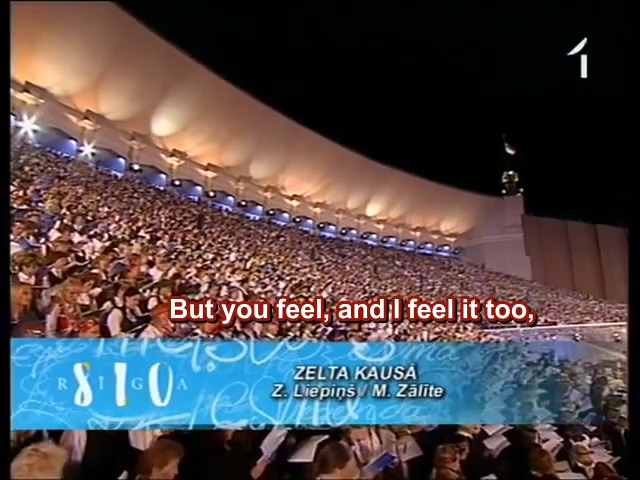 1
But you feel, and I feel it too,
ZELTA KAUSĀ
Z. Liepiņš / M. Zālīte
RIGA
810